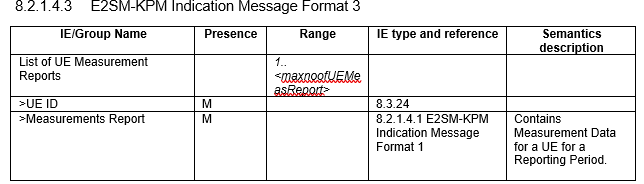 8.2.1.4.3 E2SM-KPM Indication Message Format 3
IE/Group Name Presence Range IE type and reference Semantics description
List of UE Measurement Reports 1.. <maxnoofUEMeasReport>
>UE ID M 8.3.24
>Measurements Report M 8.2.1.4.1 E2SM-KPM Indication Message Format 1 Contains Measurement Data for a UE for a Reporting Period.